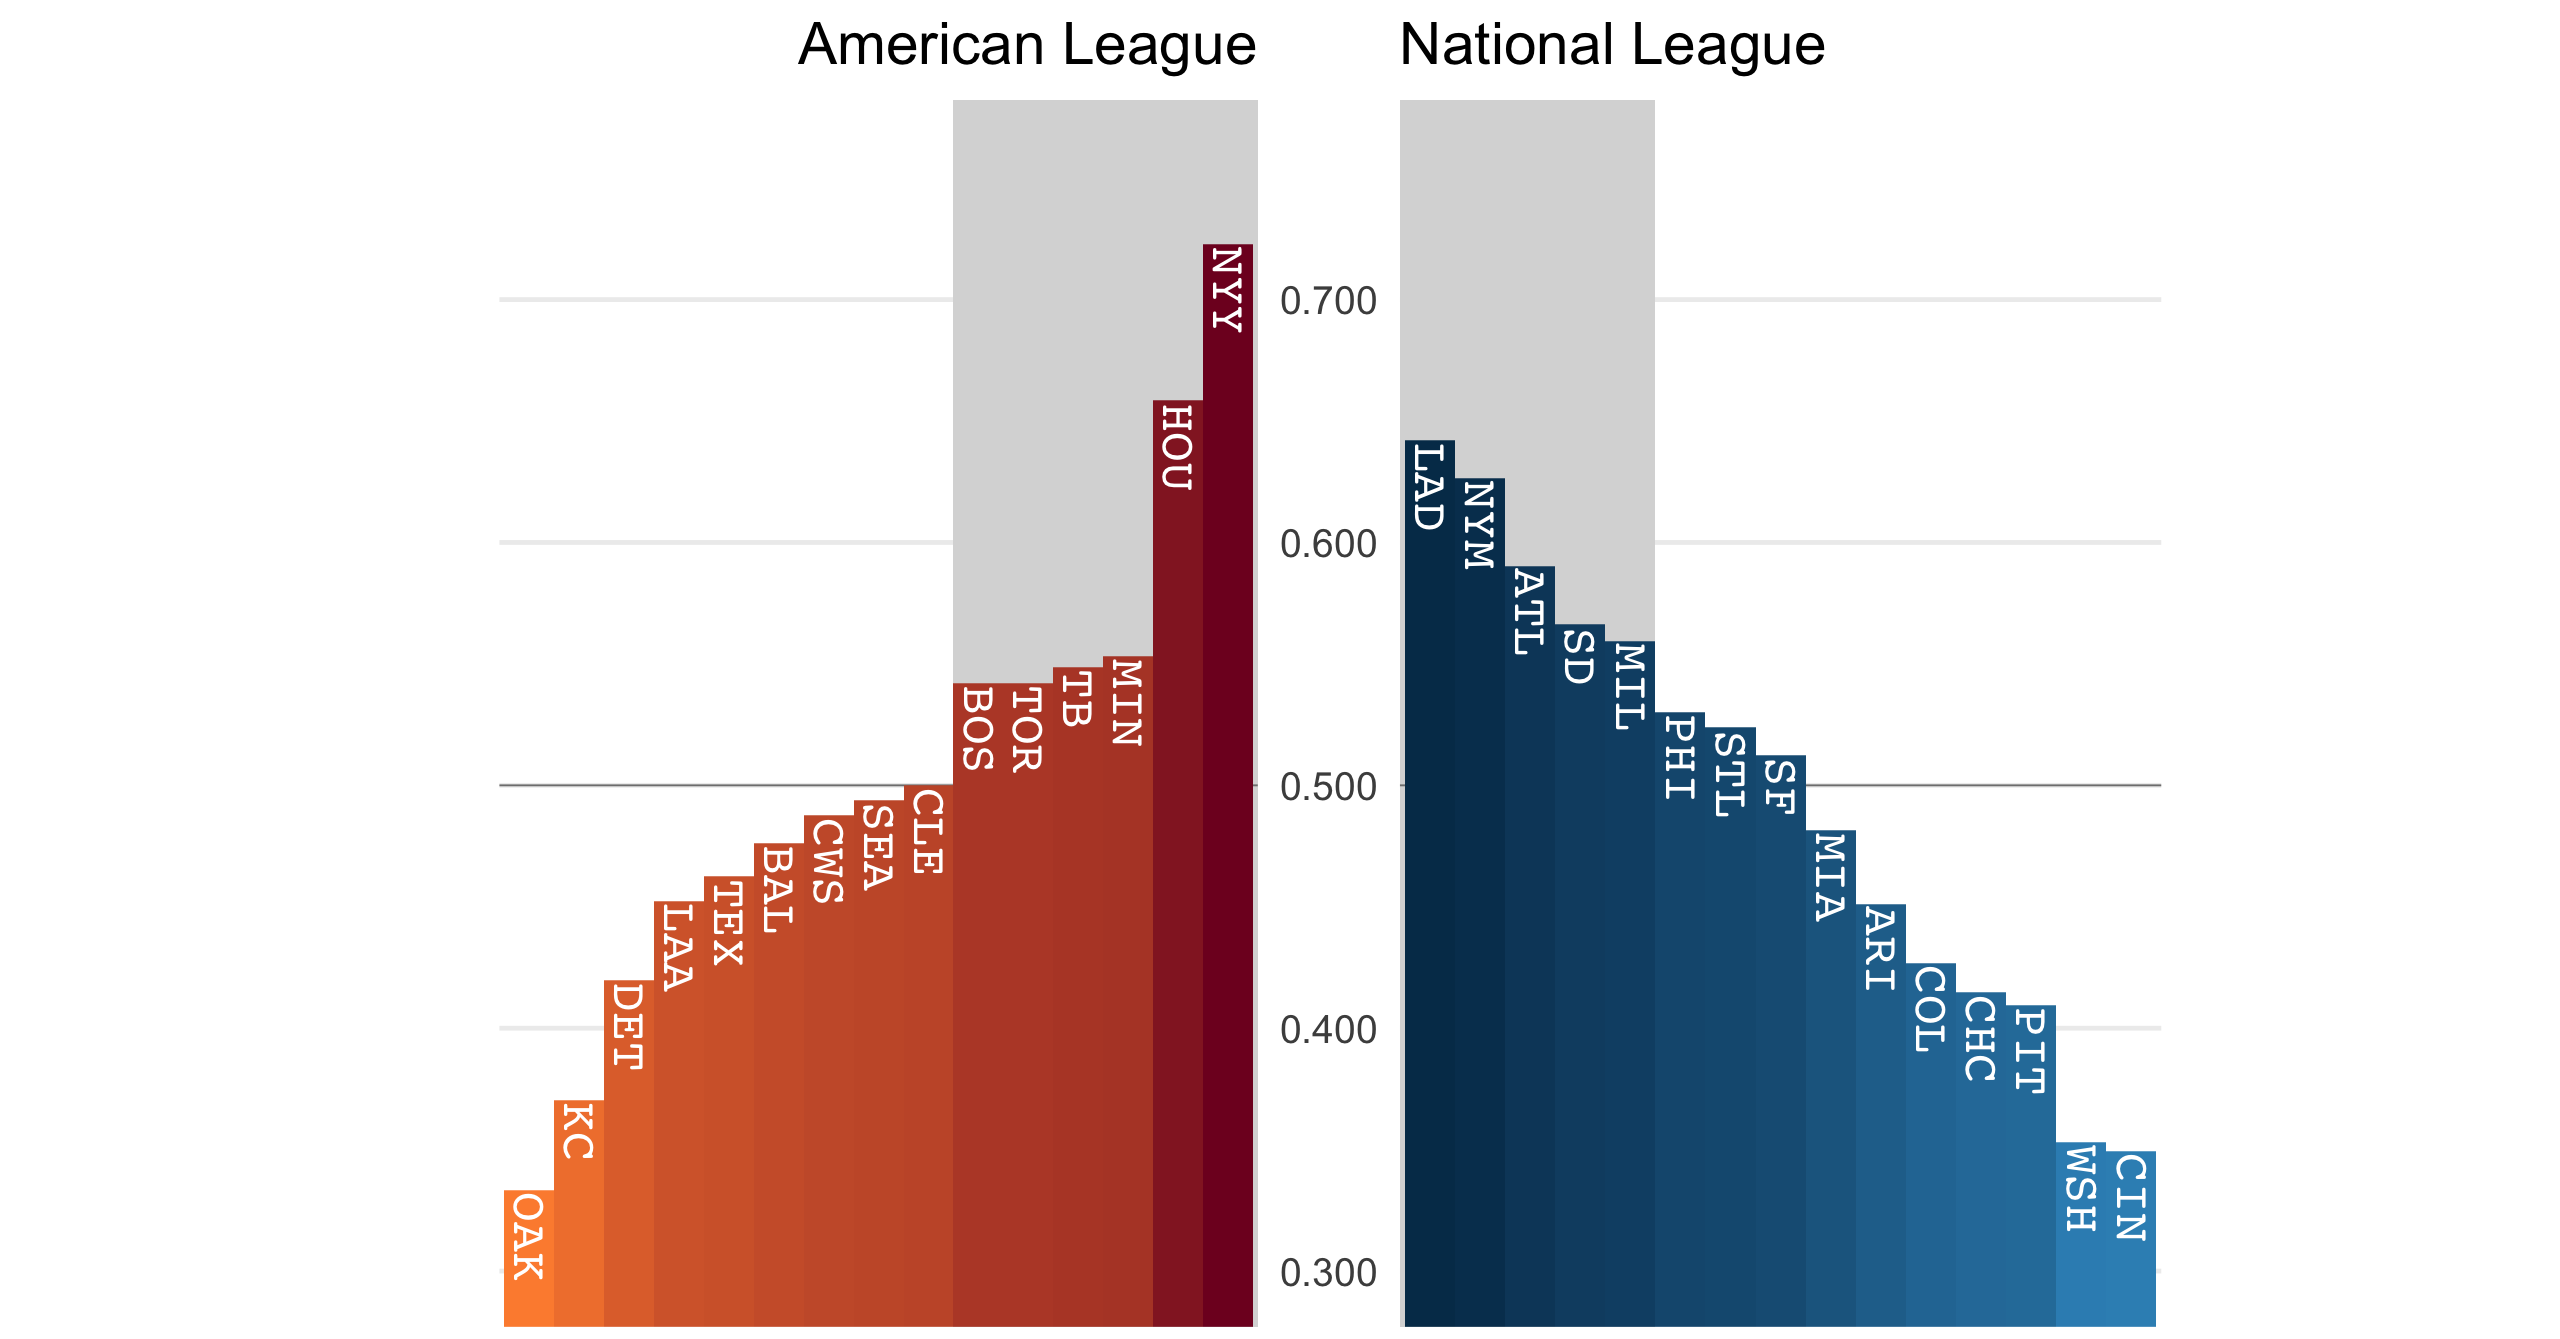 American League
National League
0.700
0.600
0.500
0.400
0.300
OAK
KC
DET
LAA
TEX
BAL
CWS
SEA
CLE
BOS
TOR
TB
MIN
HOU
NYY
LAD
NYM
ATL
SD
MIL
PHI
STL
SF
MIA
ARI
COL
CHC
PIT
WSH
CIN